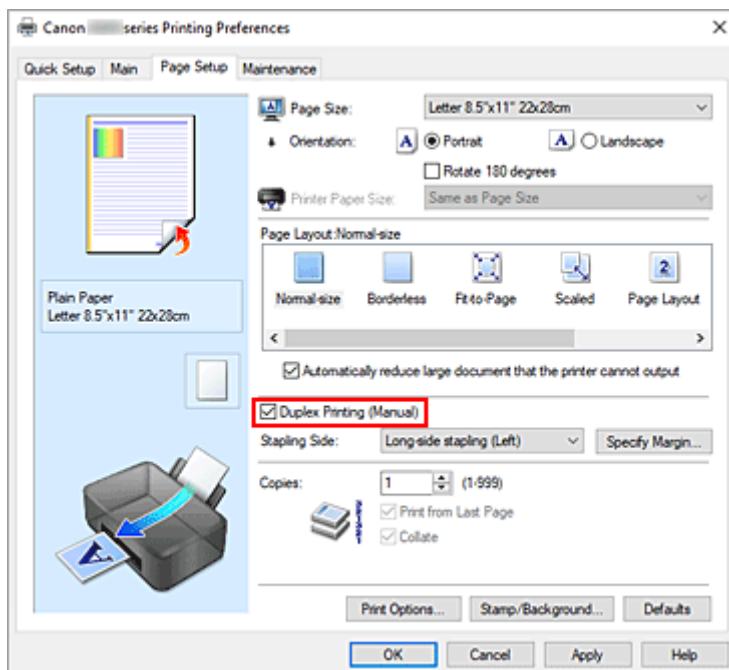 Canon series Printing Preferences
Quick Setup Main Page Setup Maintenance
Page Size: Letter 8.5"x11" 22x28cm
Orientation: A Portrait A Landscape
Rotate 180 degrees
Printer Paper Size: Same as Page Size
Page Layout:Normal-size
2
Normal-size Borderless Fit-to-Page Scaled Page Layout
Plain Paper
Letter 8.5"x11" 22x28cm
Automatically reduce large document that the printer cannot output
Duplex Printing (Manual)
Stapling Side: Long-side stapling (Left) Specify Margin...
Copies: 1 (1-999)
Print from Last Page
Collate
A
Print Options... Stamp/Background... Defaults
OK Cancel Apply Help